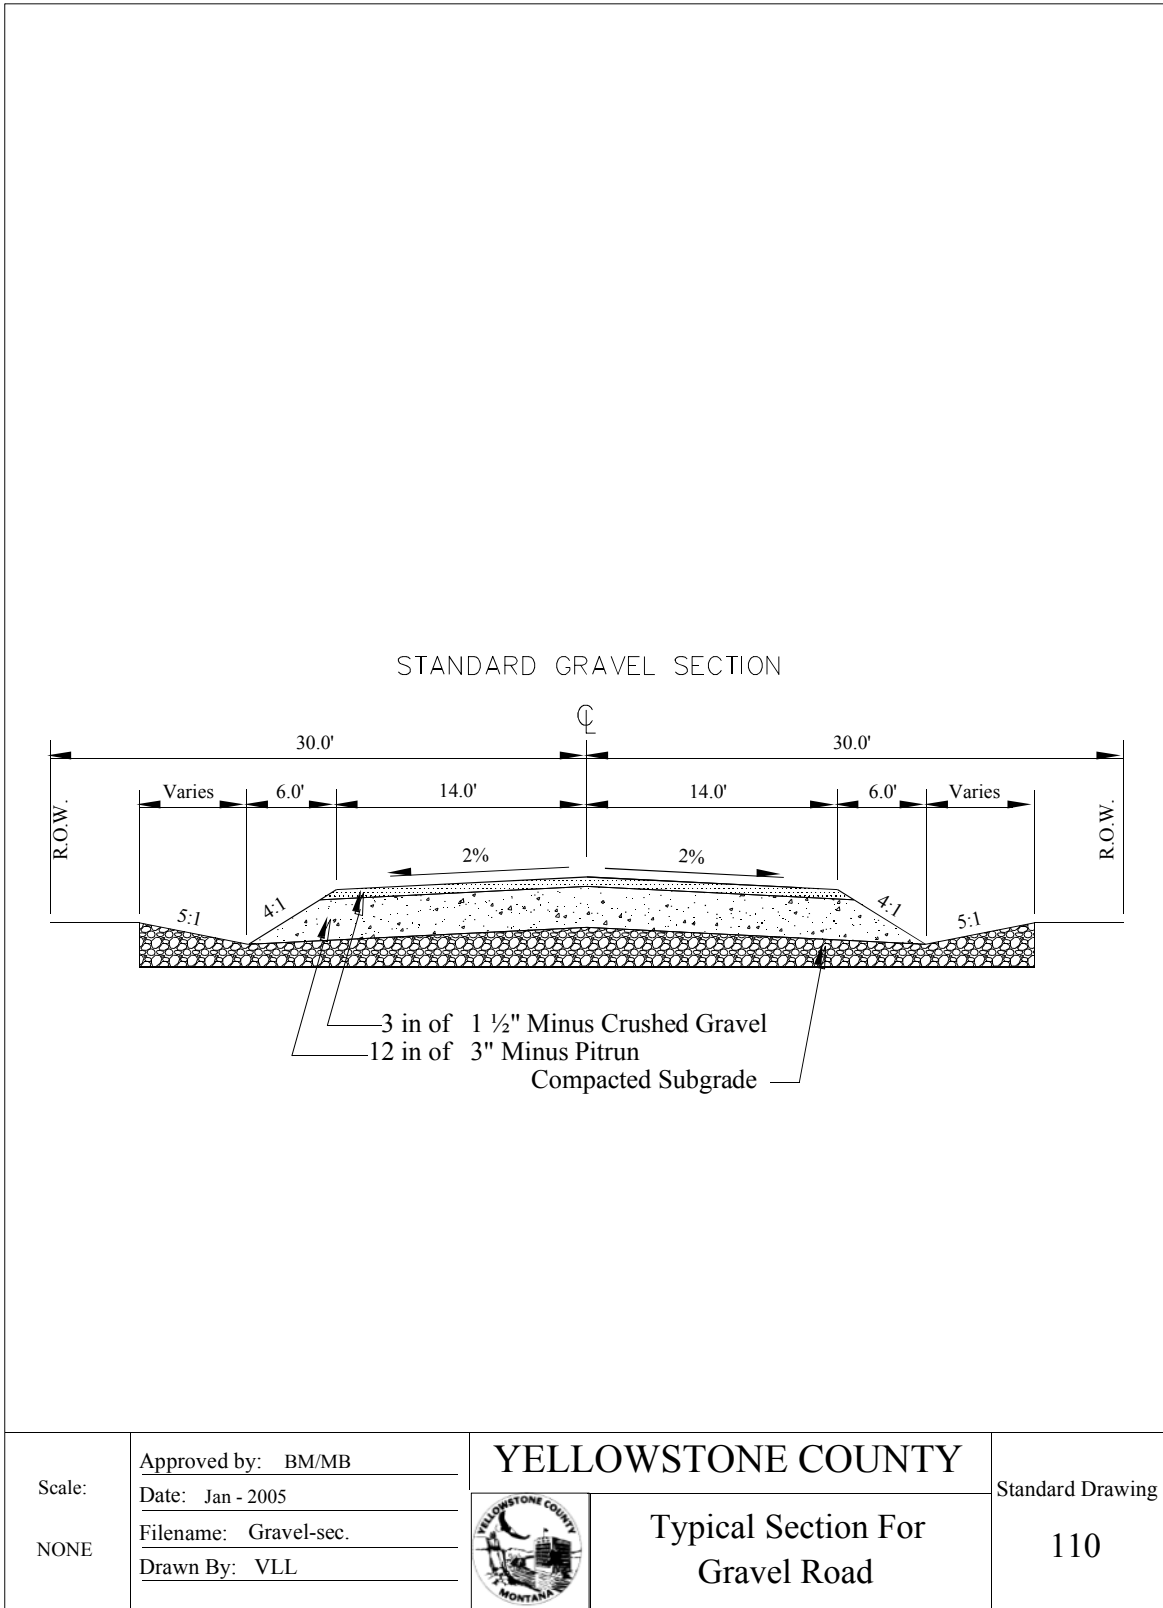 STANDARD GRAVEL SECTION
℄
30.0' 30.0'
Varies 6.0' 14.0' 14.0' 6.0' Varies
R.O.W. R.O.W.
2% 2%
5:1 4:1 4:1 5:1
3 in of 1 ½" Minus Crushed Gravel
12 in of 3" Minus Pitrun
Compacted Subgrade
Scale:
NONE
Approved by: BM/MB
Date: Jan - 2005
Filename: Gravel-sec.
Drawn By: VLL
YELLOWSTONE COUNTY
YELLOWSTONE COUNTY
MONTANA
Typical Section For
Gravel Road
Standard Drawing
110